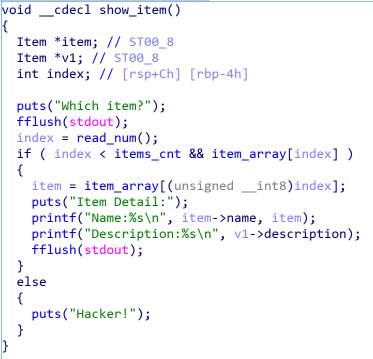 void __cdecl show_item()
{
  Item *item; // ST00_8
  Item *v1; // ST00_8
  int index; // [rsp+Ch] [rbp-4h]

  puts("Which item?");
  fflush(stdout);
  index = read_num();
  if ( index < items_cnt && item_array[index] )
  {
    item = item_array[(unsigned __int8)index];
    puts("Item Detail:");
    printf("Name:%s\n", item->name, item);
    printf("Description:%s\n", v1->description);
    fflush(stdout);
  }
  else
  {
    puts("Hacker!");
  }
}